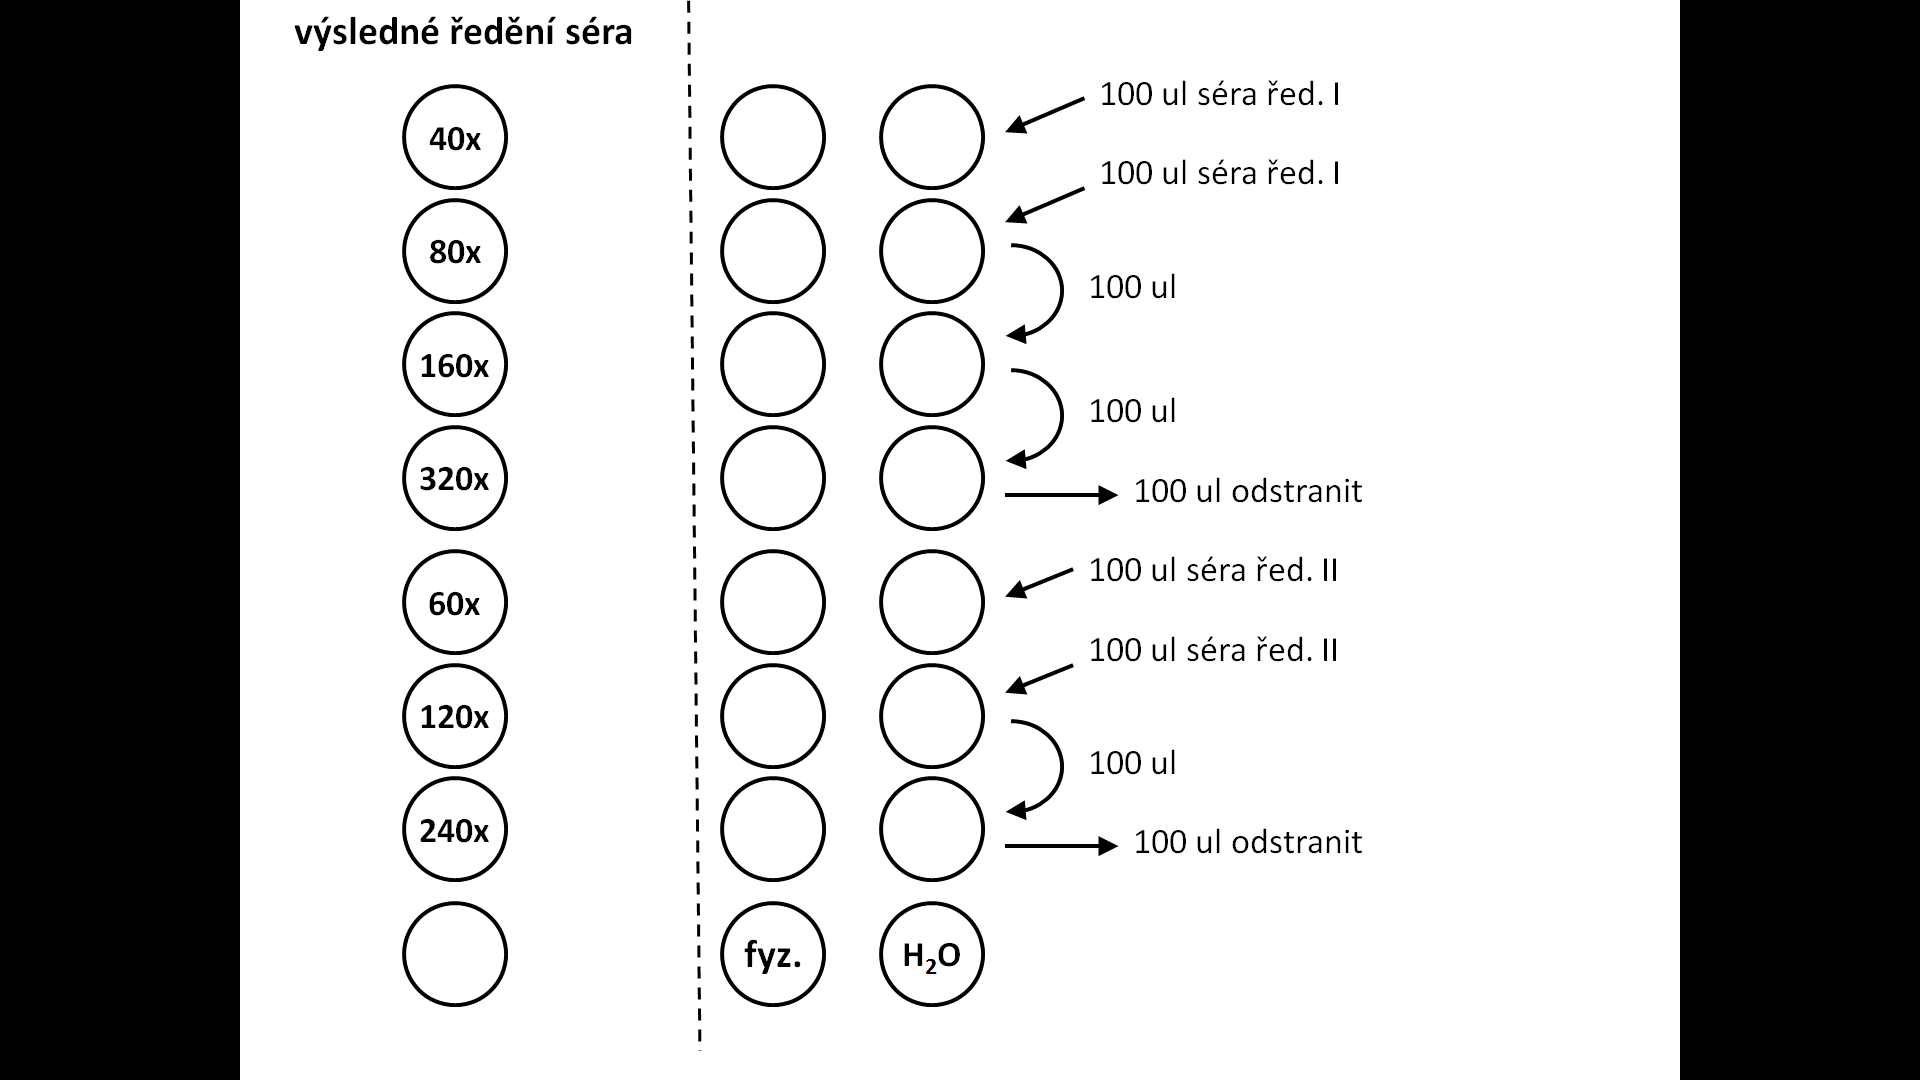 výsledné ředění séra
40x
100 ul séra řed. I
80x
100 ul séra řed. I
100 ul
160x
100 ul
320x
100 ul odstranit
60x
100 ul séra řed. II
120x
100 ul séra řed. II
100 ul
240x
100 ul odstranit
fyz.
H₂O